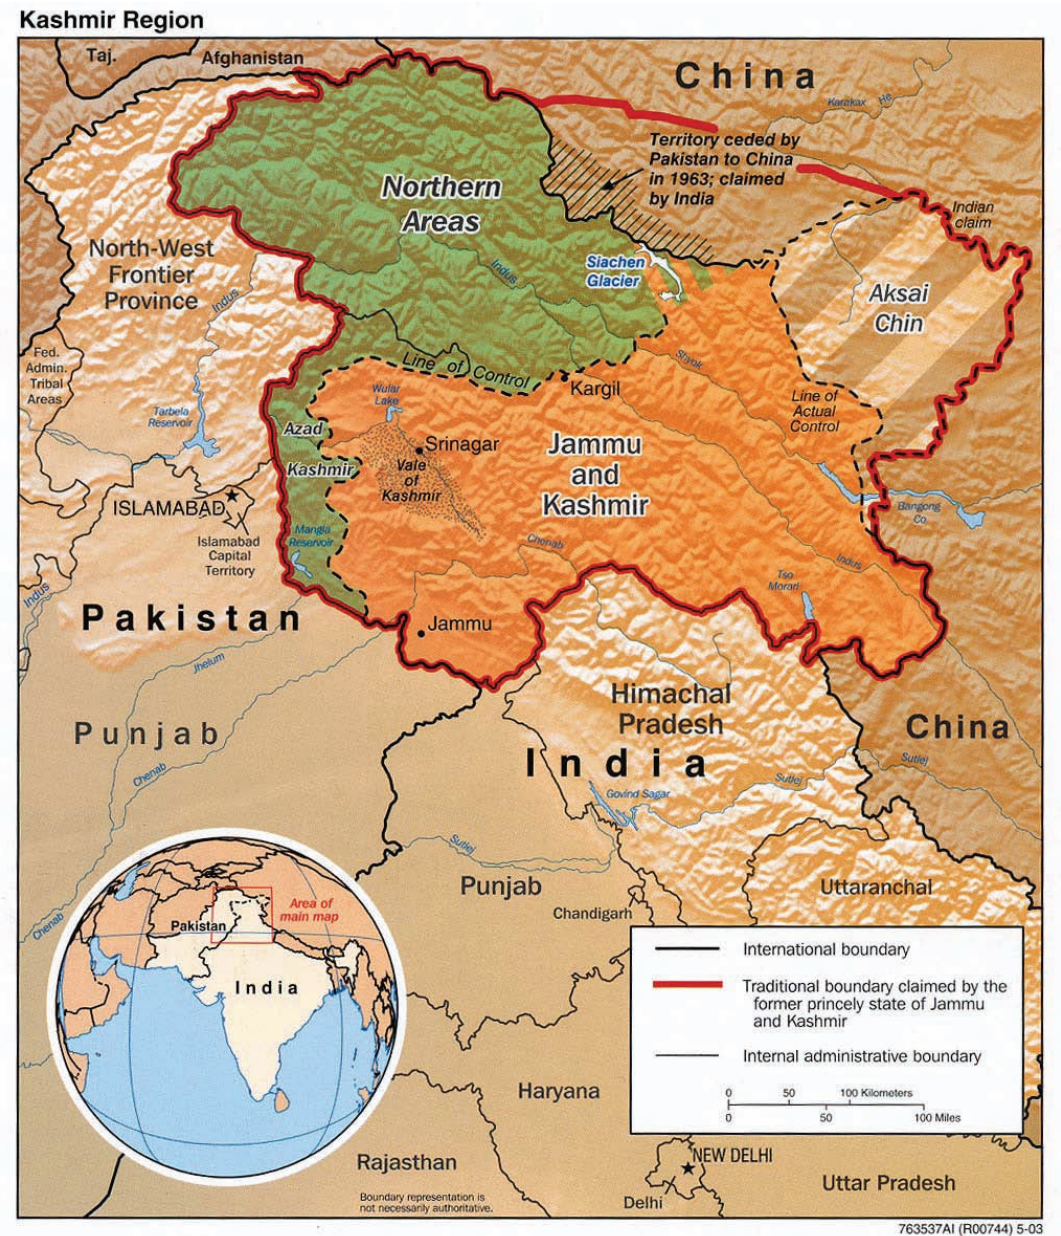 Kashmir Region
Taj.
Afghanistan
China
Karakax He
Territory ceded by
Pakistan to China
in 1963; claimed
by India
Northern
Areas
Indian
claim
North-West
Frontier
Province
Indus
Indus
Siachen
Glacier
Aksai
Chin
Fed.
Admin.
Tribal
Areas
Line of Control
Shyok
Kargil
Wular
Lake
Line of
Actual
Control
Tarbela
Reservoir
Azad
Kashmir
Srinagar
Vale
of
Kashmir
Jammu
and
Kashmir
ISLAMABAD
Bangong
Co
Islamabad
Capital
Territory
Mangla
Reservoir
Chenab
Indus
Tso
Morari
Indus
Pakistan
Jammu
Jhelum
Himachal
Pradesh
Punjab
China
India
Chenab
Sutlej
Sutlej
Govind Sagar
Sutlej
Punjab
Uttaranchal
Chandigarh
Chenab
Area of
main map
Pakistan
India
International boundary
Traditional boundary claimed by the
former princely state of Jammu
and Kashmir
Internal administrative boundary
0 50 100 Kilometers
0 50 100 Miles
Haryana
NEW DELHI
Rajasthan
Delhi
Uttar Pradesh
Boundary representation is
not necessarily authoritative.
763537AI (R00744) 5-03